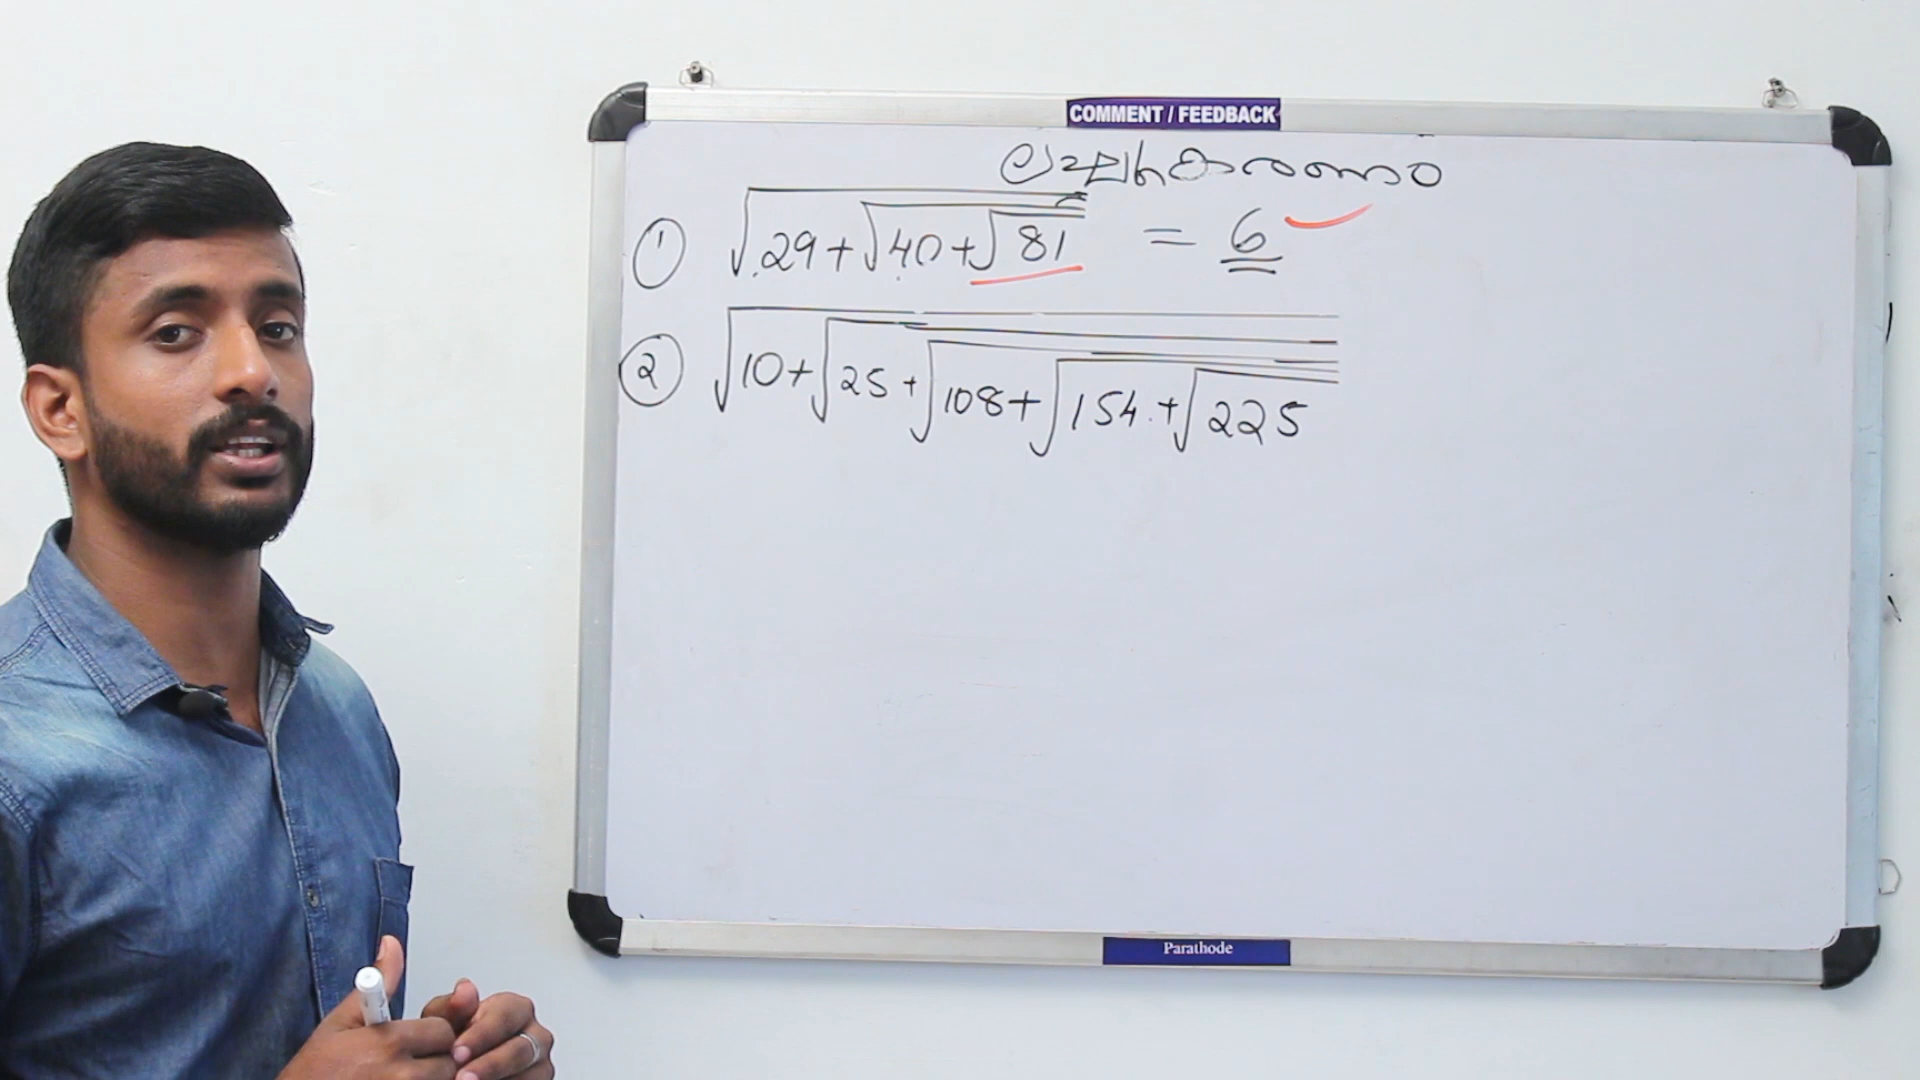 COMMENT / FEEDBACK
ലഘൂകരണം
① √(29+√(40+√81)) = 6
② √(10+√(25+√(108+√(154+√225))))
Parathode